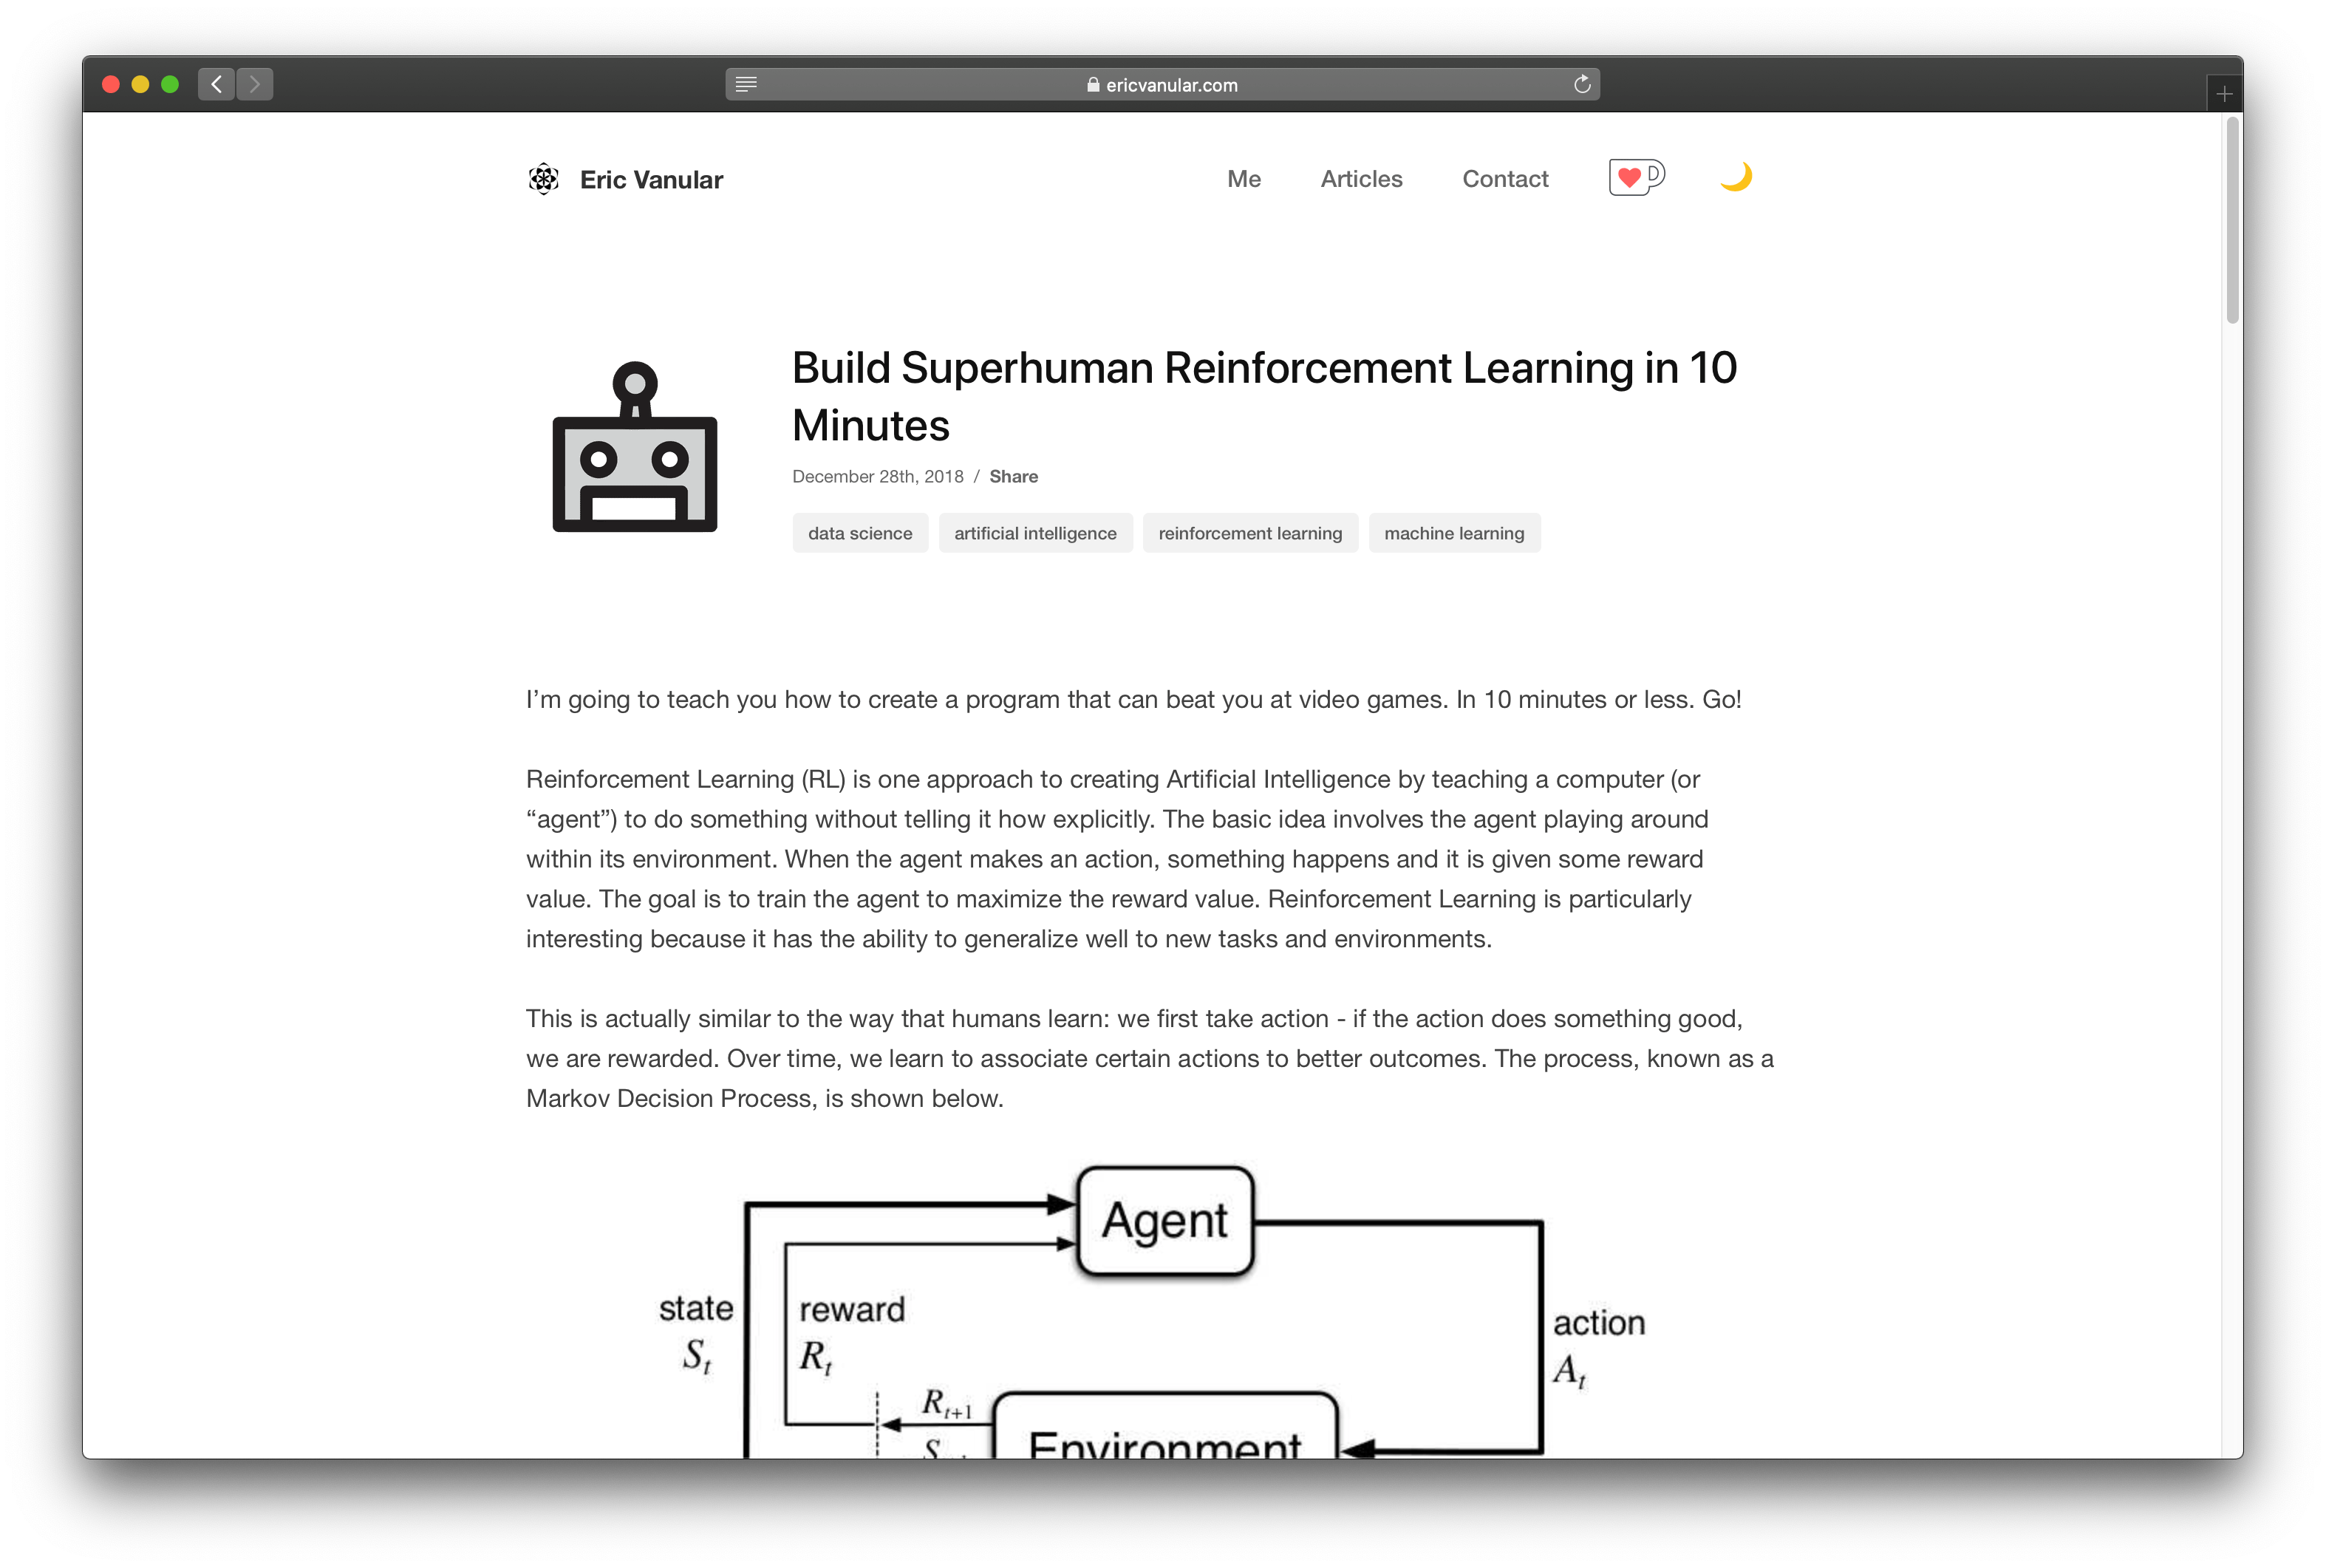 ericvanular.com
Eric Vanular
Me
Articles
Contact
Build Superhuman Reinforcement Learning in 10
Minutes
December 28th, 2018 / Share
data science
artificial intelligence
reinforcement learning
machine learning
I’m going to teach you how to create a program that can beat you at video games. In 10 minutes or less. Go!
Reinforcement Learning (RL) is one approach to creating Artificial Intelligence by teaching a computer (or
“agent”) to do something without telling it how explicitly. The basic idea involves the agent playing around
within its environment. When the agent makes an action, something happens and it is given some reward
value. The goal is to train the agent to maximize the reward value. Reinforcement Learning is particularly
interesting because it has the ability to generalize well to new tasks and environments.
This is actually similar to the way that humans learn: we first take action - if the action does something good,
we are rewarded. Over time, we learn to associate certain actions to better outcomes. The process, known as a
Markov Decision Process, is shown below.
Agent
state
S_t
reward
R_t
action
A_t
R_{t+1}
Environment